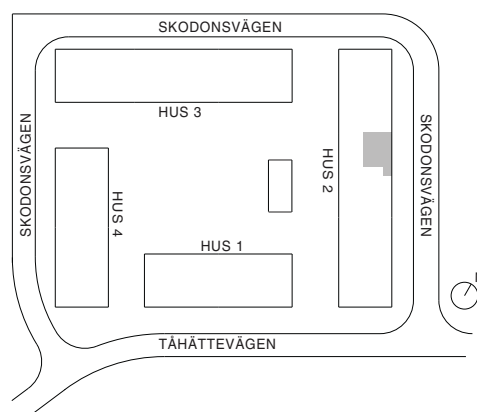 SKODONSVÄGEN
HUS 3
SKODONSVÄGEN
HUS 4
HUS 2
SKODONSVÄGEN
HUS 1
TÅHÄTTEVÄGEN